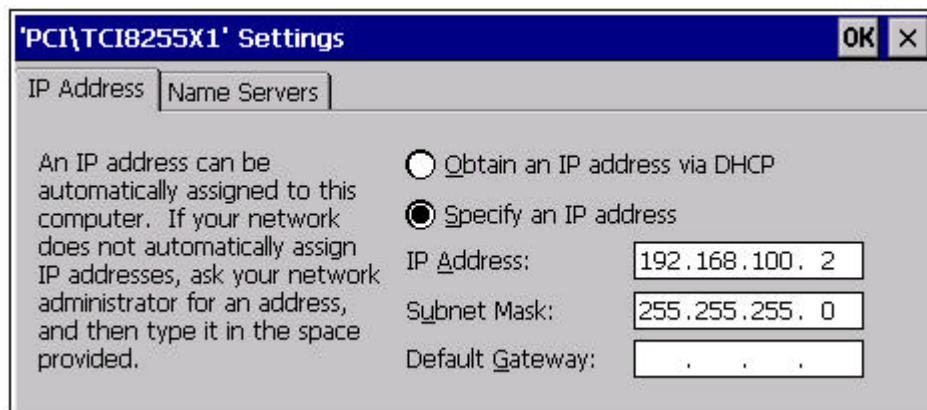 'PCI\TCI8255X1' Settings
OK ×
IP Address
Name Servers
An IP address can be
automatically assigned to this
computer. If your network
does not automatically assign
IP addresses, ask your network
administrator for an address,
and then type it in the space
provided.
Obtain an IP address via DHCP
Specify an IP address
IP Address: 192.168.100. 2
Subnet Mask: 255.255.255. 0
Default Gateway: . . .